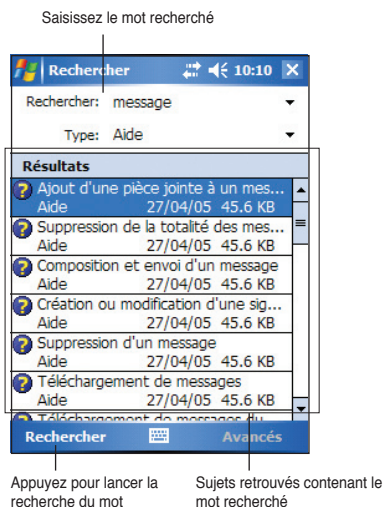 Saisissez le mot recherché
Rechercher 10:10
Rechercher: message
Type: Aide
Résultats
Ajout d'une pièce jointe à un mes...
Aide 27/04/05 45.6 KB
Suppression de la totalité des mes...
Aide 27/04/05 45.6 KB
Composition et envoi d'un message
Aide 27/04/05 45.6 KB
Création ou modification d'une sig...
Aide 27/04/05 45.6 KB
Suppression d'un message
Aide 27/04/05 45.6 KB
Téléchargement de messages
Aide 27/04/05 45.6 KB
Téléchargement de messages du
Rechercher Avancés
Appuyez pour lancer la
recherche du mot
Sujets retrouvés contenant le
mot recherché